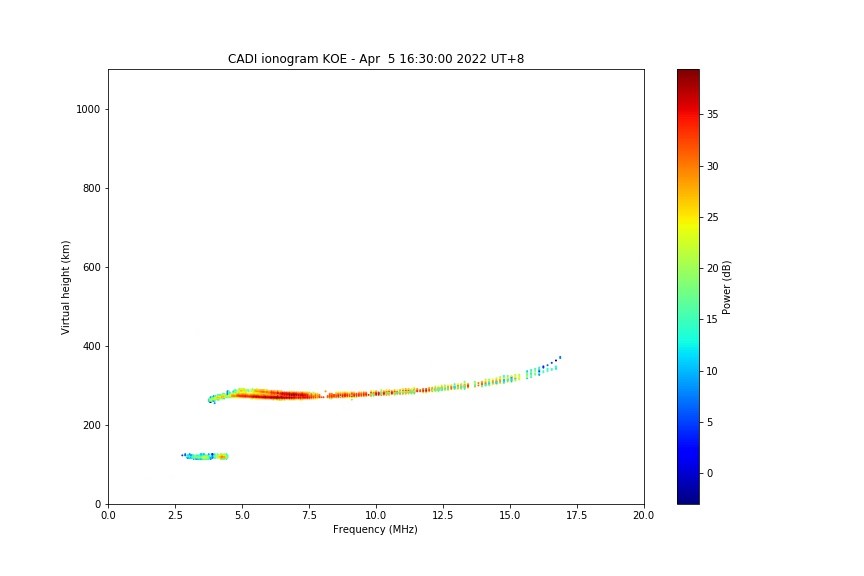 CADI ionogram KOE - Apr  5 16:30:00 2022 UT+8
Virtual height (km)
1000
800
600
400
200
0
0.0 2.5 5.0 7.5 10.0 12.5 15.0 17.5 20.0
Frequency (MHz)
35
30
25
20
15
10
5
0
Power (dB)